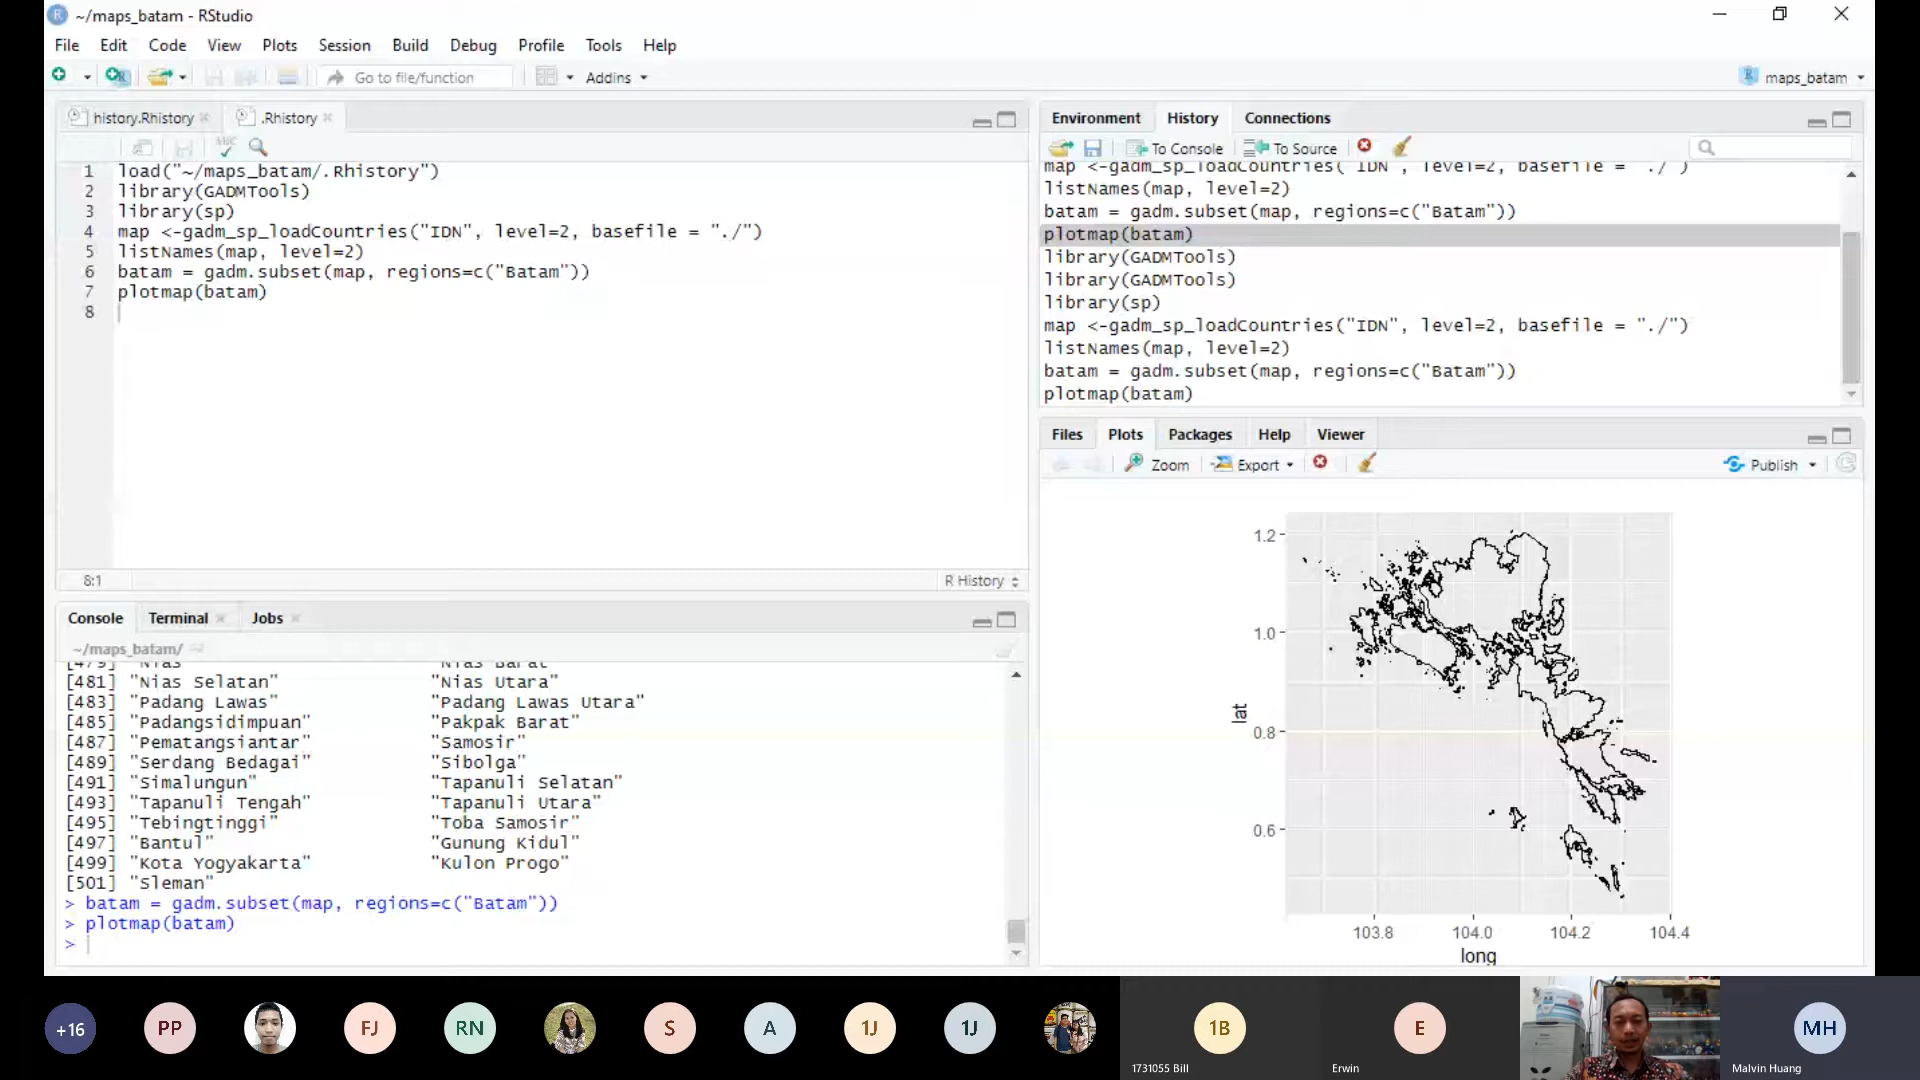 ~/maps_batam - RStudio
File Edit Code View Plots Session Build Debug Profile Tools Help
Go to file/function
Addins
maps_batam
history.Rhistory
.Rhistory
1 load("~/maps_batam/.Rhistory")
2 library(GADMTools)
3 library(sp)
4 map <-gadm_sp_loadCountries("IDN", level=2, basefile = "./")
5 listNames(map, level=2)
6 batam = gadm.subset(map, regions=c("Batam"))
7 plotmap(batam)
8
8:1
R History
Console Terminal Jobs
~/maps_batam/
[479] "Nias" "Nias Barat"
[481] "Nias Selatan" "Nias Utara"
[483] "Padang Lawas" "Padang Lawas Utara"
[485] "Padangsidimpuan" "Pakpak Barat"
[487] "Pematangsiantar" "Samosir"
[489] "Serdang Bedagai" "Sibolga"
[491] "Simalungun" "Tapanuli Selatan"
[493] "Tapanuli Tengah" "Tapanuli Utara"
[495] "Tebingtinggi" "Toba Samosir"
[497] "Bantul" "Gunung Kidul"
[499] "Kota Yogyakarta" "Kulon Progo"
[501] "Sleman"
> batam = gadm.subset(map, regions=c("Batam"))
> plotmap(batam)
>
Environment History Connections
To Console
To Source
map <-gadm_sp_loadCountries("IDN", level=2, basefile = "./")
listNames(map, level=2)
batam = gadm.subset(map, regions=c("Batam"))
plotmap(batam)
library(GADMTools)
library(GADMTools)
library(sp)
map <-gadm_sp_loadCountries("IDN", level=2, basefile = "./")
listNames(map, level=2)
batam = gadm.subset(map, regions=c("Batam"))
plotmap(batam)
Files Plots Packages Help Viewer
Zoom
Export
Publish
1.2
1.0
0.8
0.6
lat
103.8 104.0 104.2 104.4
long
+16
PP
FJ
RN
S
A
1J
1J
1B
1731055 Bill
E
Erwin
MH
Malvin Huang